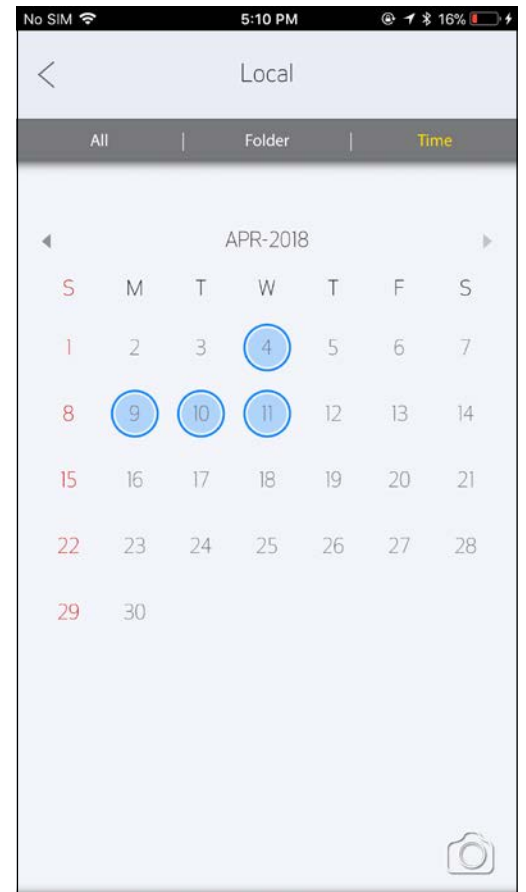 No SIM 5:10 PM 16%
Local
All | Folder | Time
APR-2018
S M T W T F S
1 2 3 4 5 6 7
8 9 10 11 12 13 14
15 16 17 18 19 20 21
22 23 24 25 26 27 28
29 30